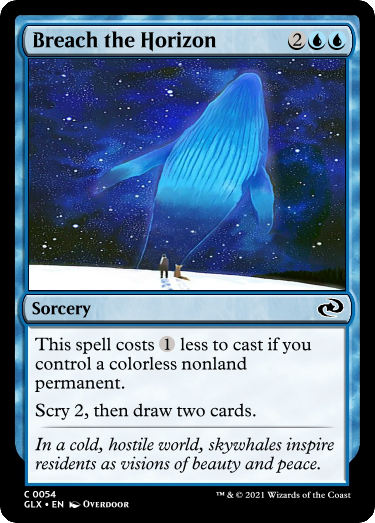 Breach the Horizon 2
Sorcery
This spell costs 1 less to cast if you
control a colorless nonland
permanent.
Scry 2, then draw two cards.
In a cold, hostile world, skywhales inspire
residents as visions of beauty and peace.
C 0054
GLX • EN Overdoor
™ & © 2021 Wizards of the Coast